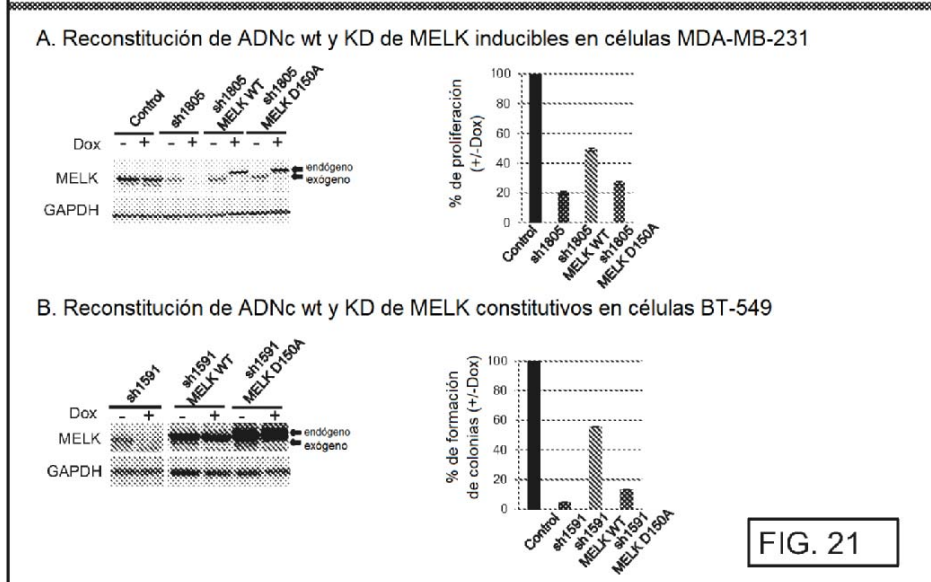 A. Reconstitución de ADNc wt y KD de MELK inducibles en células MDA-MB-231
Control
sh1805
sh1805
MELK WT
sh1805
MELK D150A
Dox - + - + - + - +
MELK
endógeno
exógeno
GAPDH
% de proliferación
(+/-Dox)
100
80
60
40
20
0
Control
sh1805
sh1805
MELK WT
sh1805
MELK D150A
B. Reconstitución de ADNc wt y KD de MELK constitutivos en células BT-549
sh1591
sh1591
MELK WT
sh1591
MELK D150A
Dox - + - + - +
MELK
endógeno
exógeno
GAPDH
% de formación
de colonias (+/-Dox)
100
80
60
40
20
0
Control
sh1591
sh1591
MELK WT
sh1591
MELK D150A
FIG. 21